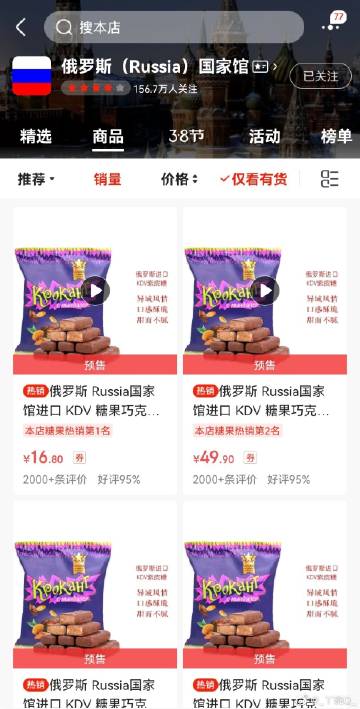 搜本店
77
俄罗斯（Russia）国家馆
156.7万人关注
已关注
精选
商品
38节
活动
榜单
推荐
销量
价格
仅看有货
俄罗斯进口
KDV紫皮糖
异域风情
口感酥脆
甜而不腻
Крокант
预售
俄罗斯进口
KDV紫皮糖
异域风情
口感酥脆
甜而不腻
Крокант
预售
热销 俄罗斯 Russia国家
馆进口 KDV 糖果巧克...
本店糖果热销第1名
¥16.80 券
2000+条评价 好评95%
热销 俄罗斯 Russia国家
馆进口 KDV 糖果巧克...
本店糖果热销第2名
¥49.90 券
2000+条评价 好评95%
俄罗斯进口
KDV紫皮糖
异域风情
口感酥脆
甜而不腻
Крокант
预售
俄罗斯进口
KDV紫皮糖
异域风情
口感酥脆
甜而不腻
Крокант
预售
热销 俄罗斯 Russia国家
馆进口 KDV 糖果巧克
热销 俄罗斯 Russia国家
馆进口 KDV 糖果巧克